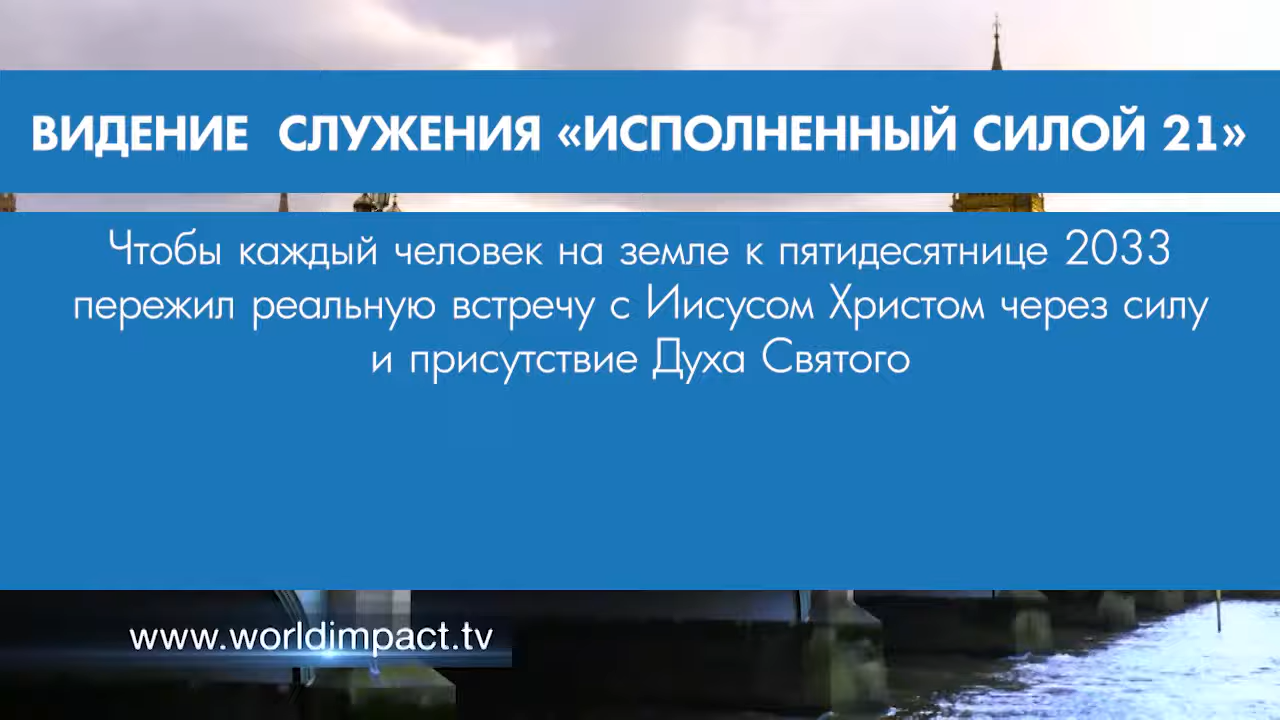 ВИДЕНИЕ СЛУЖЕНИЯ «ИСПОЛНЕННЫЙ СИЛОЙ 21»
Чтобы каждый человек на земле к пятидесятнице 2033
пережил реальную встречу с Иисусом Христом через силу
и присутствие Духа Святого
www.worldimpact.tv